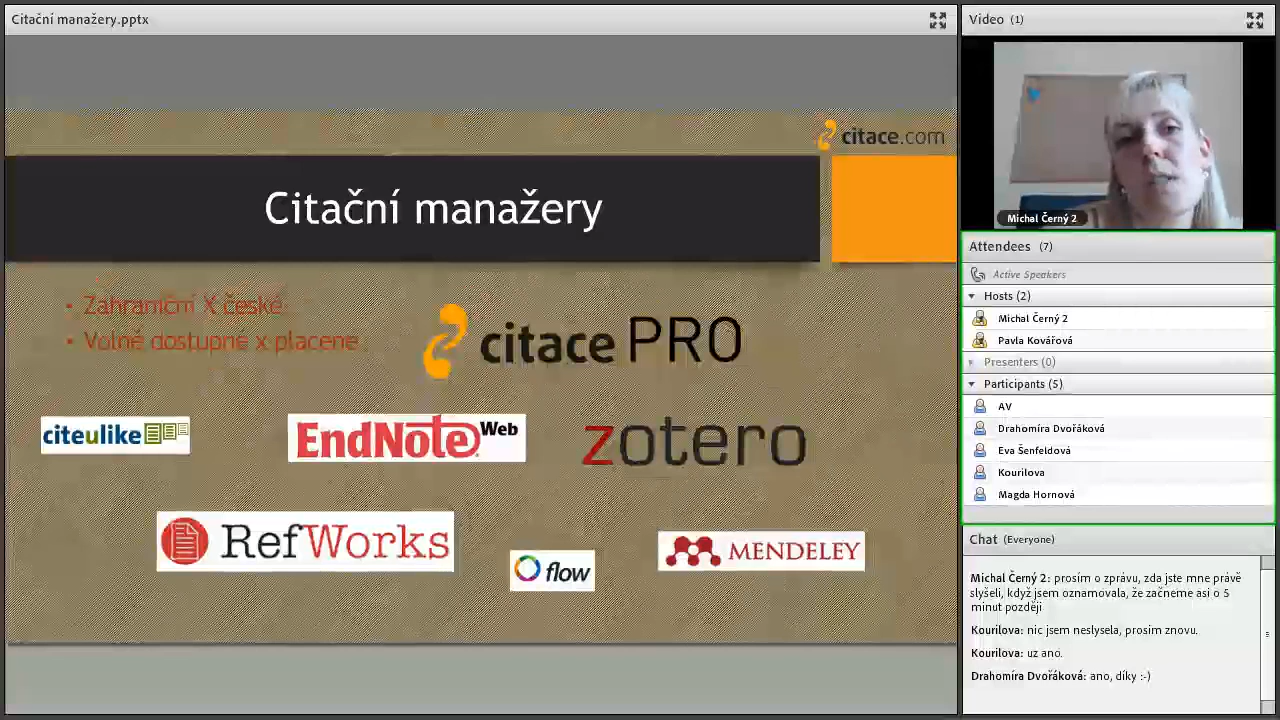 Citační manažery.pptx
citace.com
Citační manažery
• Zahraniční X české
• Volně dostupné x placené
citace PRO
citeulike
EndNote Web
zotero
RefWorks
flow
MENDELEY
Video (1)
Michal Černý 2
Attendees (7)
Active Speakers
Hosts (2)
Michal Černý 2
Pavla Kovářová
Presenters (0)
Participants (5)
AV
Drahomíra Dvořáková
Eva Šenfeldová
Kourilova
Magda Hornová
Chat (Everyone)
Michal Černý 2: prosím o zprávu, zda jste mne právě
slyšeli, když jsem oznamovala, že začneme asi o 5
minut později
Kourilova: nic jsem neslysela, prosím znovu.
Kourilova: uz ano.
Drahomíra Dvořáková: ano, díky :-)